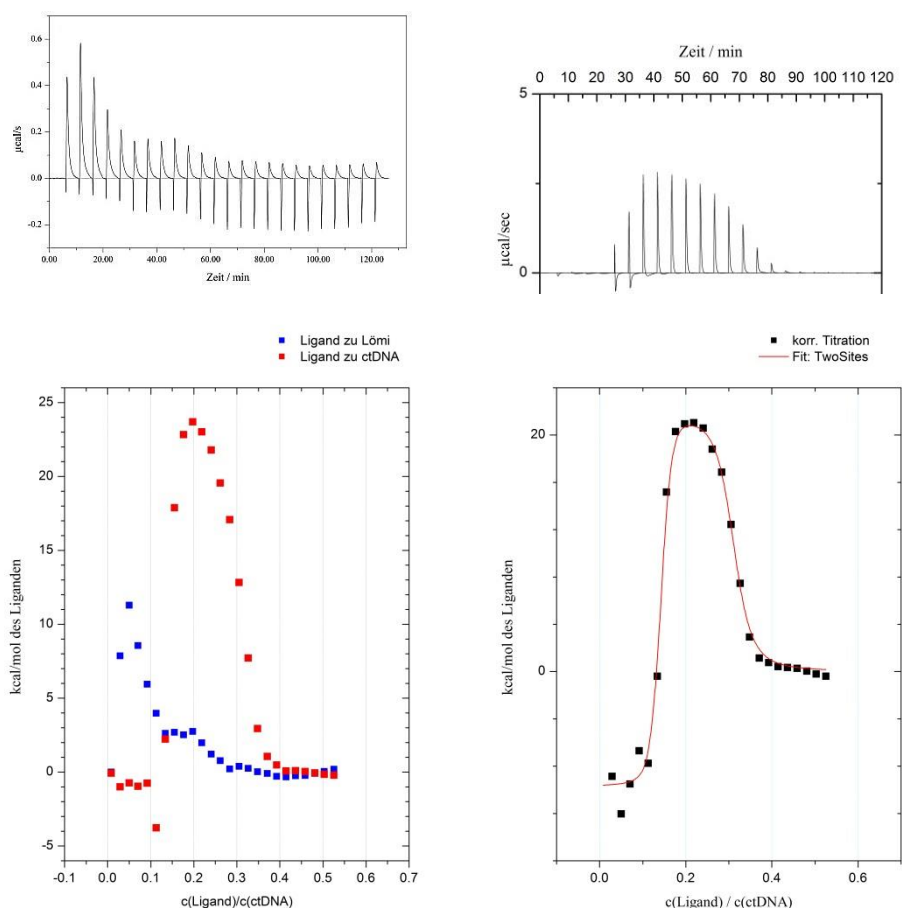 0.6
0.4
µcal/s
0.2
0.0
-0.2
0.00 20.00 40.00 60.00 80.00 100.00 120.00
Zeit / min
Zeit / min
0 10 20 30 40 50 60 70 80 90 100 120
5
µcal/sec
0
Ligand zu Lömi
Ligand zu ctDNA
25
20
15
10
5
0
-5
kcal/mol des Liganden
-0.1 0.0 0.1 0.2 0.3 0.4 0.5 0.6 0.7
c(Ligand)/c(ctDNA)
korr. Titration
Fit: TwoSites
20
0
kcal/mol des Liganden
0.0 0.2 0.4 0.6
c(Ligand) / c(ctDNA)